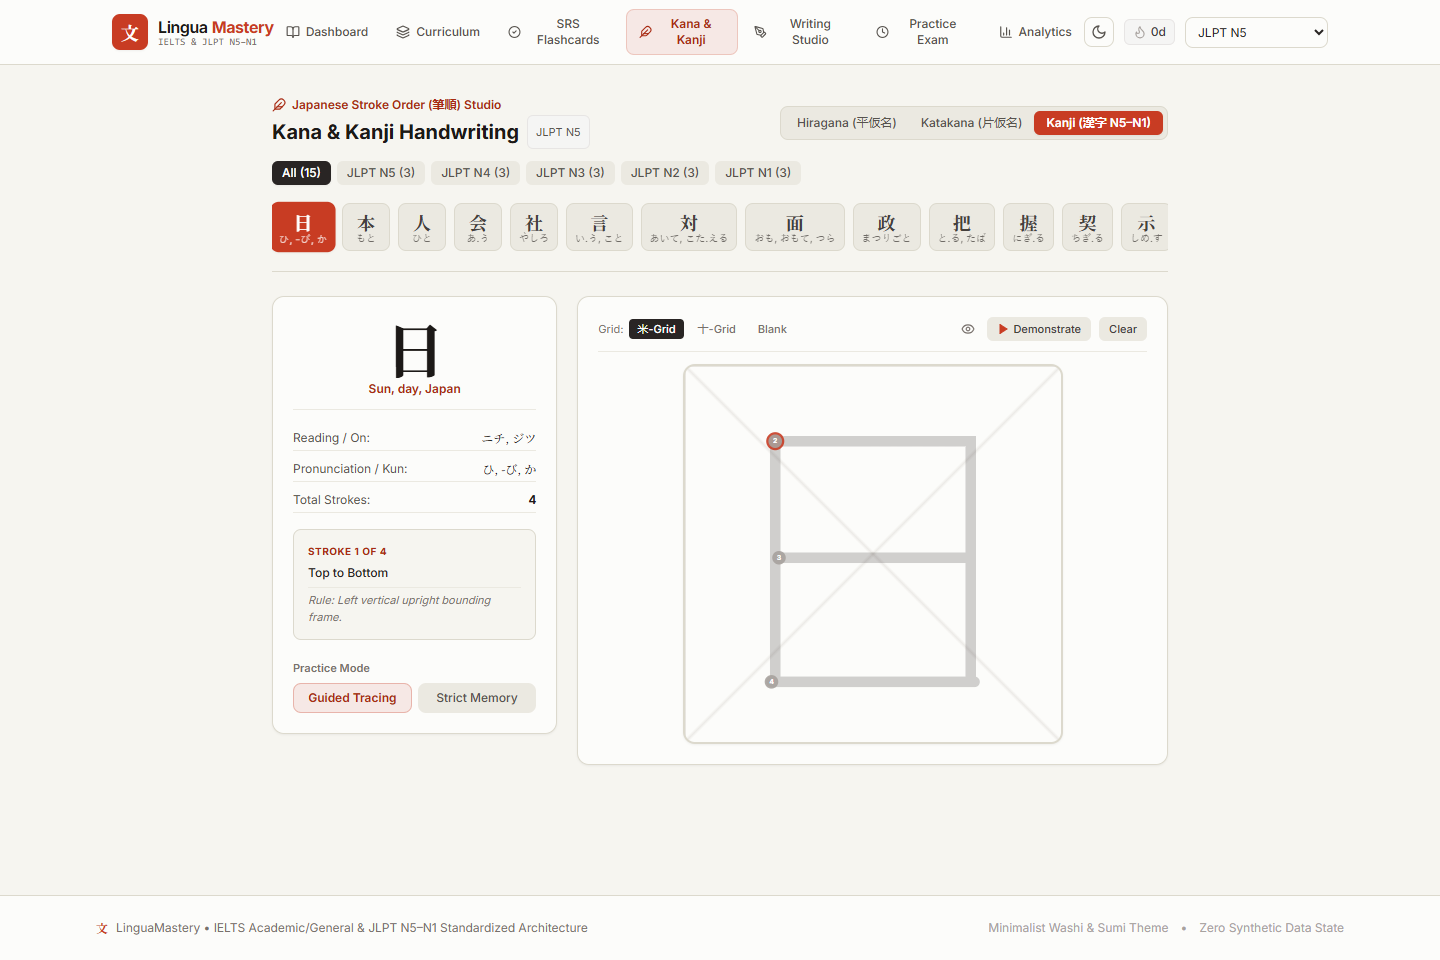 文
Lingua Mastery
IELTS & JLPT N5–N1
Dashboard
Curriculum
SRS Flashcards
Kana & Kanji
Writing Studio
Practice Exam
Analytics
0d
JLPT N5
Japanese Stroke Order (筆順) Studio
Kana & Kanji Handwriting
JLPT N5
Hiragana (平仮名)
Katakana (片仮名)
Kanji (漢字 N5–N1)
All (15)
JLPT N5 (3)
JLPT N4 (3)
JLPT N3 (3)
JLPT N2 (3)
JLPT N1 (3)
日
ひ, -び, か
本
もと
人
ひと
会
あ.う
社
やしろ
言
い.う, こと
対
あいて, こた.える
面
おも, おもて, つら
政
まつりごと
把
と.る, たば
握
にぎ.る
契
ちぎ.る
示
しめ.す
日
Sun, day, Japan
Reading / On:
ニチ, ジツ
Pronunciation / Kun:
ひ, -び, か
Total Strokes:
4
STROKE 1 OF 4
Top to Bottom
Rule: Left vertical upright bounding
frame.
Practice Mode
Guided Tracing
Strict Memory
Grid:
米-Grid
十-Grid
Blank
Demonstrate
Clear
2
3
4
文
LinguaMastery • IELTS Academic/General & JLPT N5–N1 Standardized Architecture
Minimalist Washi & Sumi Theme • Zero Synthetic Data State